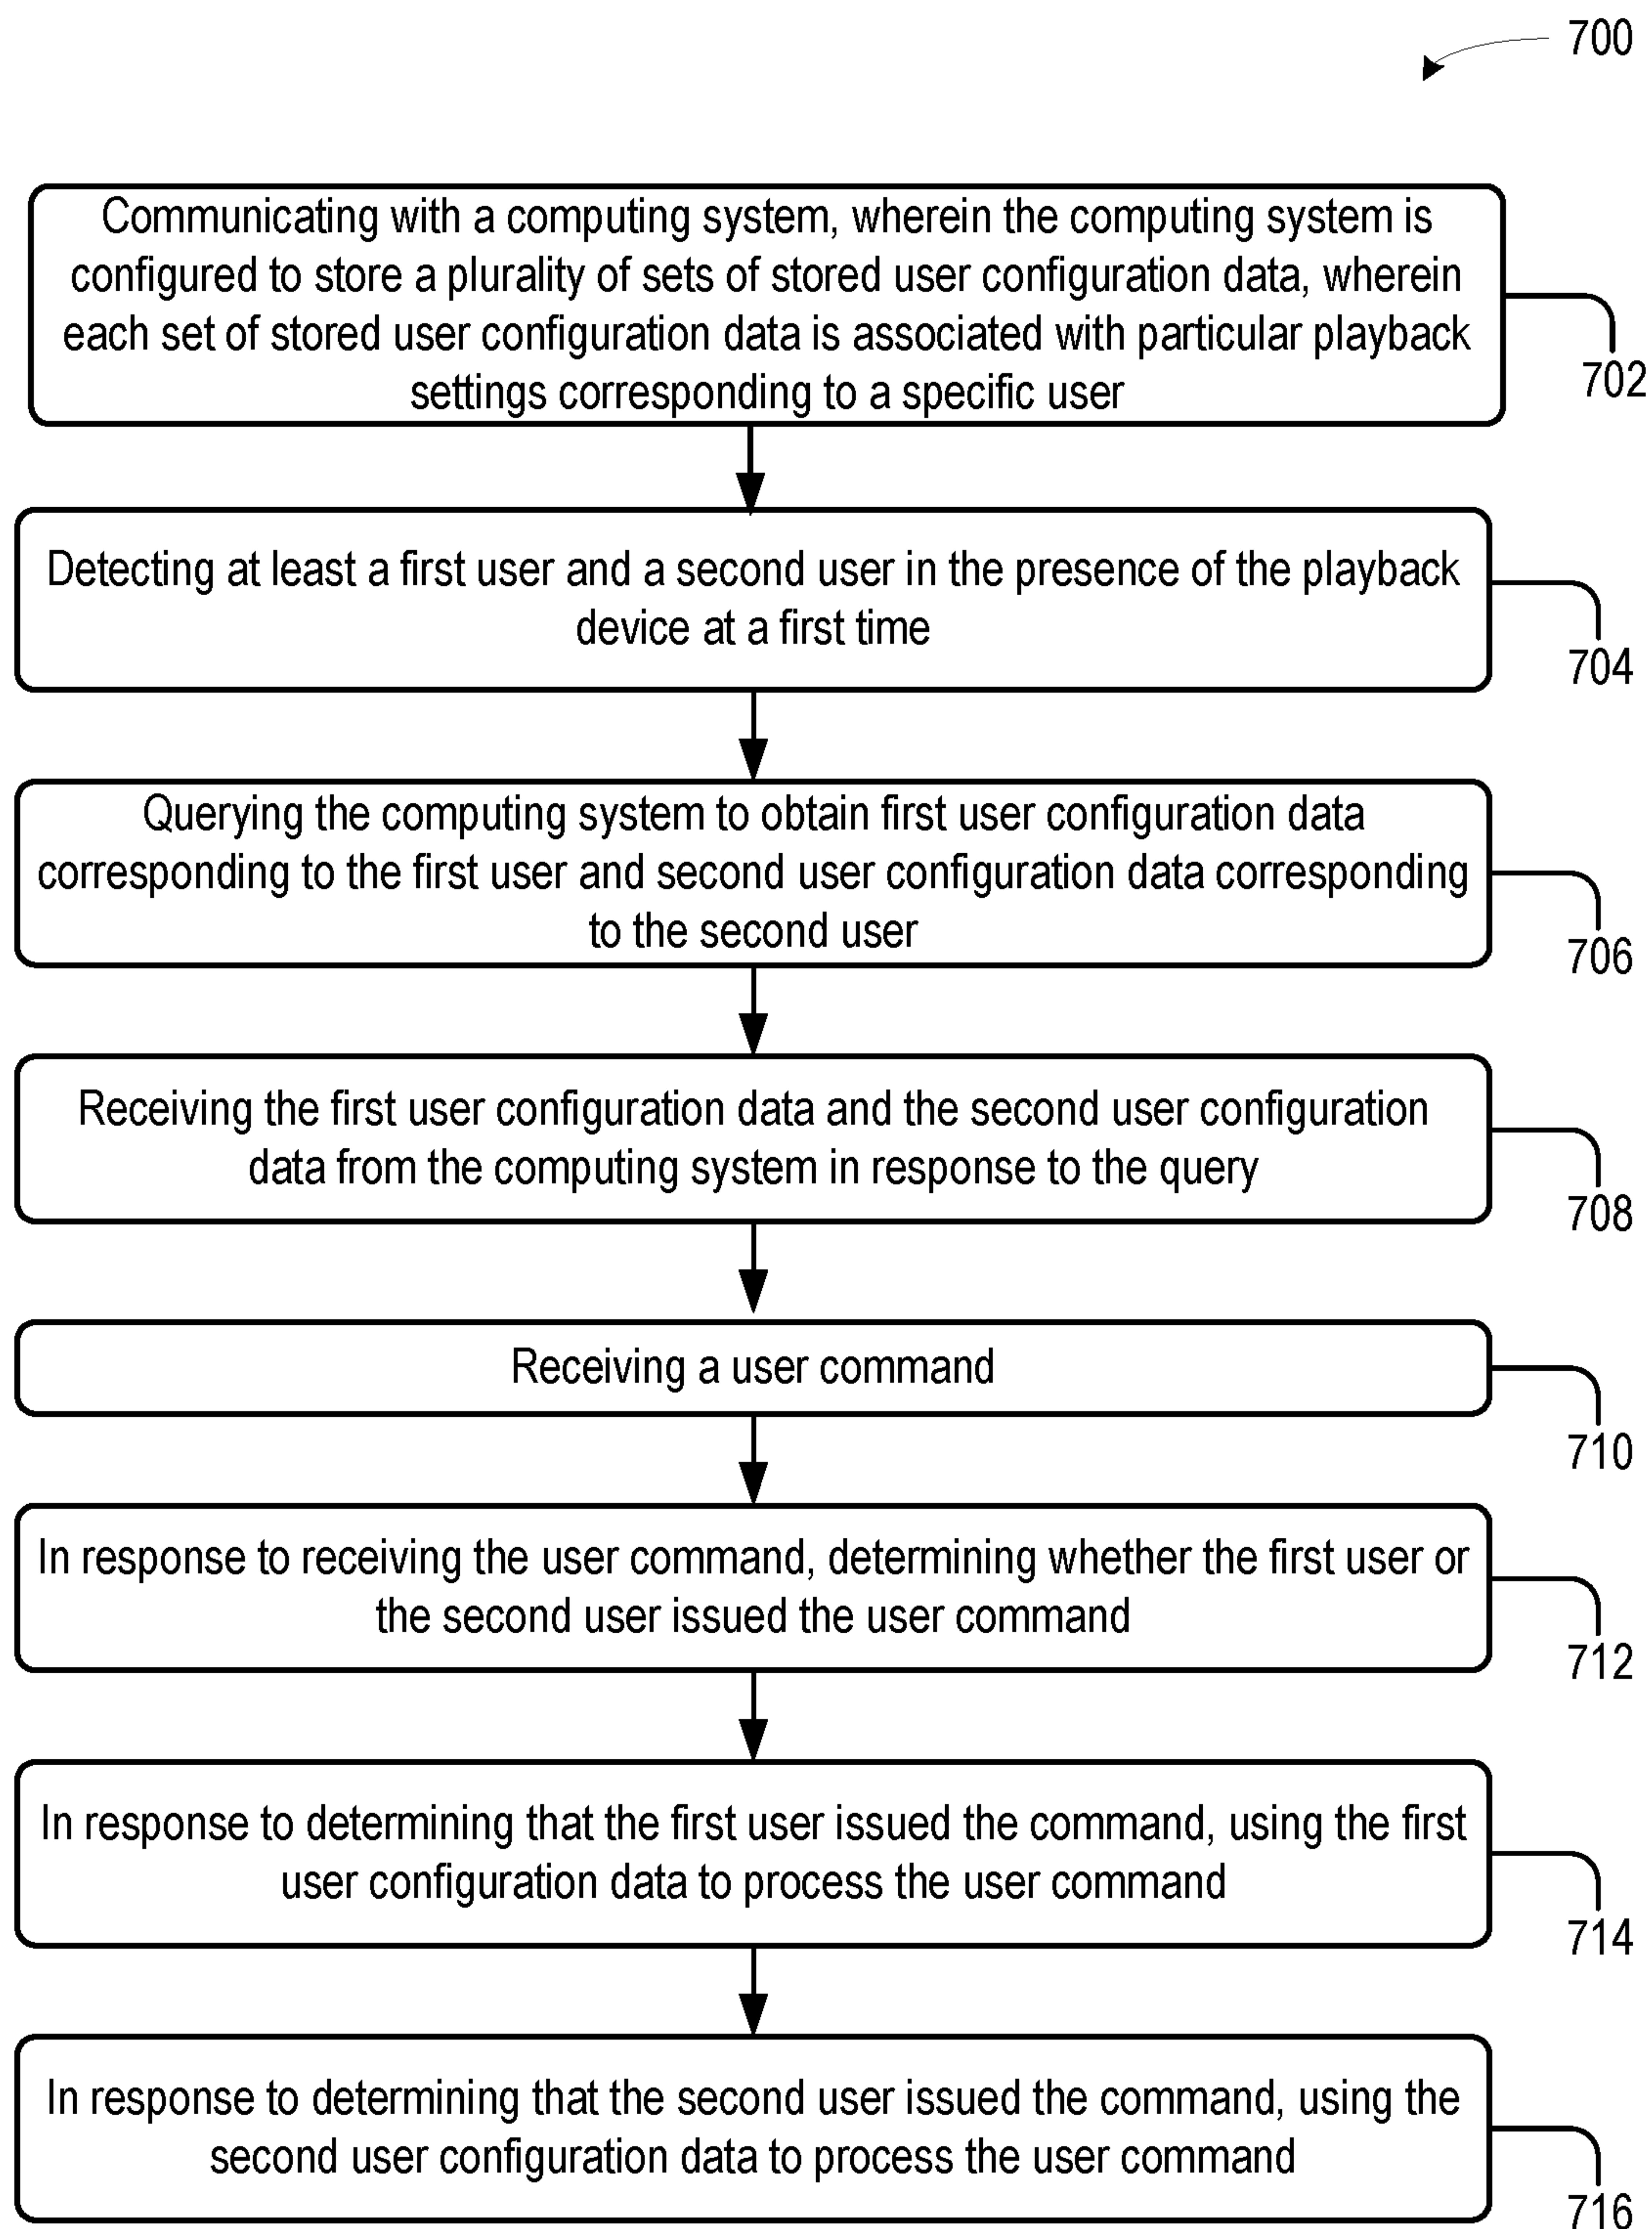 700
Communicating with a computing system, wherein the computing system is
configured to store a plurality of sets of stored user configuration data, wherein
each set of stored user configuration data is associated with particular playback
settings corresponding to a specific user
702
Detecting at least a first user and a second user in the presence of the playback
device at a first time
704
Querying the computing system to obtain first user configuration data
corresponding to the first user and second user configuration data corresponding
to the second user
706
Receiving the first user configuration data and the second user configuration
data from the computing system in response to the query
708
Receiving a user command
710
In response to receiving the user command, determining whether the first user or
the second user issued the user command
712
In response to determining that the first user issued the command, using the first
user configuration data to process the user command
714
In response to determining that the second user issued the command, using the
second user configuration data to process the user command
716